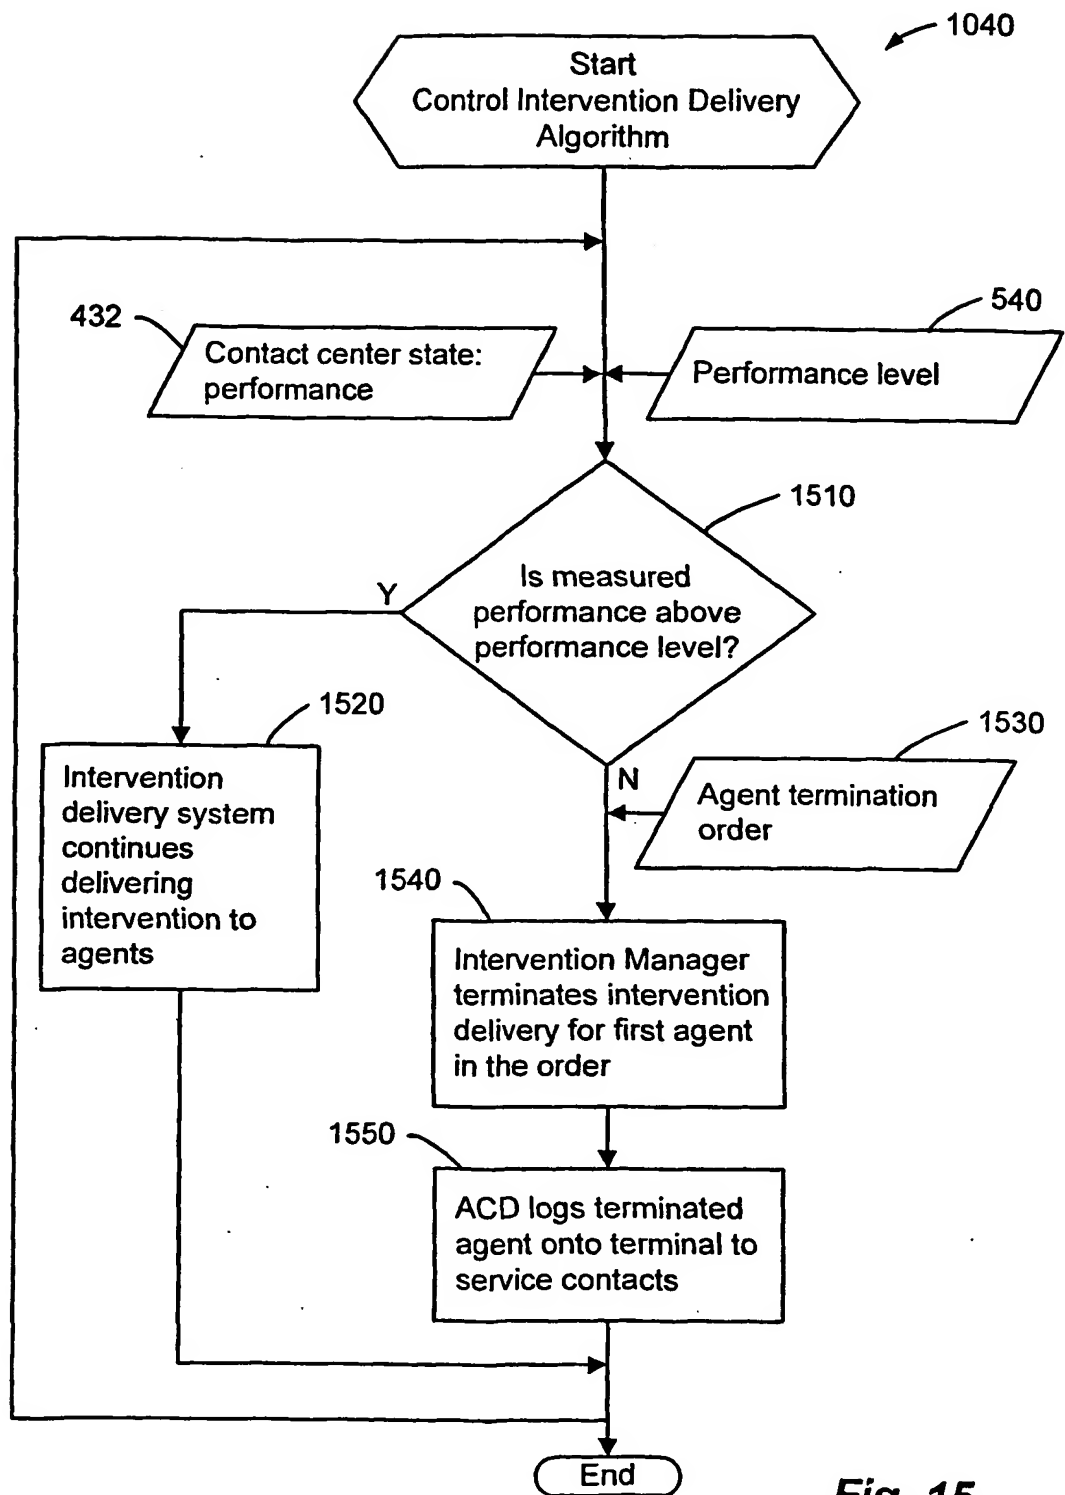 1040
Start
Control Intervention Delivery
Algorithm
432
540
Contact center state:
performance
Performance level
1510
Is measured
performance above
performance level?
Y
1520
N
1530
Intervention
delivery system
continues
delivering
intervention to
agents
Agent termination
order
1540
Intervention Manager
terminates intervention
delivery for first agent
in the order
1550
ACD logs terminated
agent onto terminal to
service contacts
End
Fig. 15